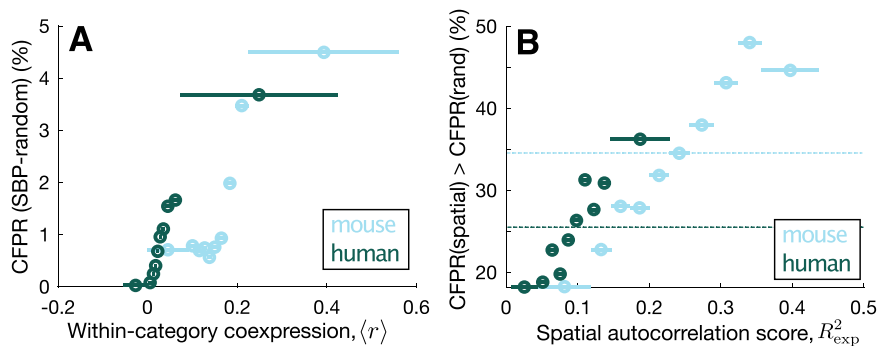 A
CFPR (SBP-random) (%)
5
4
3
2
1
0
-0.2
0
0.2
0.4
0.6
Within-category coexpression, ⟨r⟩
mouse
human
B
CFPR(spatial) > CFPR(rand) (%)
50
40
30
20
0
0.1
0.2
0.3
0.4
0.5
Spatial autocorrelation score, R²exp
mouse
human